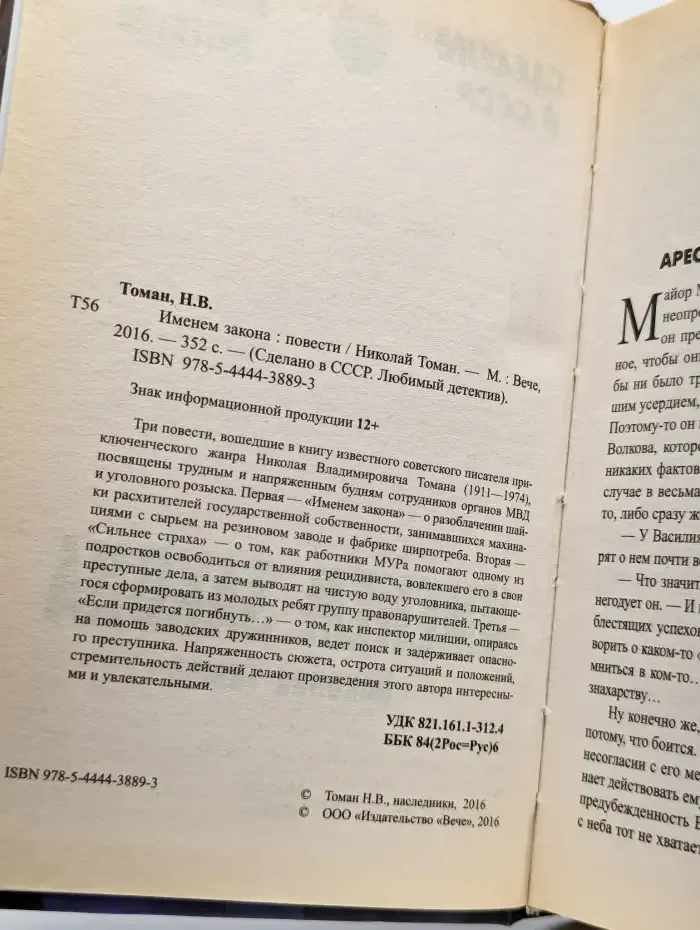 Томан, Н.В.
Т56 Именем закона : повести / Николай Томан. — М. : Вече,
2016. — 352 с. — (Сделано в СССР. Любимый детектив).
ISBN 978-5-4444-3889-3
Знак информационной продукции 12+
Три повести, вошедшие в книгу известного советского писателя при-
ключенческого жанра Николая Владимировича Томана (1911—1974),
посвящены трудным и напряженным будням сотрудников органов МВД
и уголовного розыска. Первая — «Именем закона» — о разоблачении шай-
ки расхитителей государственной собственности, занимавшихся махина-
циями с сырьем на резиновом заводе и фабрике ширпотреба. Вторая —
«Сильнее страха» — о том, как работники МУРа помогают одному из
подростков освободиться от влияния рецидивиста, вовлекшего его в свои
преступные дела, а затем выводят на чистую воду уголовника, пытающе-
гося сформировать из молодых ребят группу правонарушителей. Третья —
«Если придется погибнуть...» — о том, как инспектор милиции, опираясь
на помощь заводских дружинников, ведет поиск и задерживает опасно-
го преступника. Напряженность сюжета, острота ситуаций и положений,
стремительность действий делают произведения этого автора интересны-
ми и увлекательными.
УДК 821.161.1-312.4
ББК 84(2Рос=Рус)6
ISBN 978-5-4444-3889-3
© Томан Н.В., наследники, 2016
© ООО «Издательство «Вече», 2016
АРЕС
Майор М
неопре
он пре
ное, чтобы они
бы ни было тр
шим усердием,
Поэтому-то он
Волкова, которо
никаких фактов
случае в весьма
то, либо сразу ж
— У Василия
рят о нем почти во
— Что значит
негодует он. — И
блестящих успехов
ворить о каком-то
мниться в ком-то...
знахарству...
Ну конечно же,
потому, что боится.
несогласии с его ме
нает действовать ему
предубежденность В
с неба тот не хватает